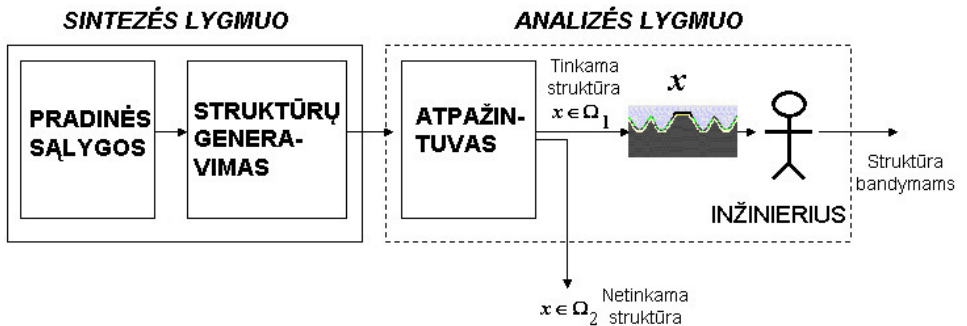 SINTEZĖS LYGMUO
ANALIZĖS LYGMUO
PRADINĖS
SĄLYGOS
STRUKTŪRŲ
GENERA-
VIMAS
ATPAŽIN-
TUVAS
Tinkama
struktūra
x ∈ Ω₁
x
INŽINIERIUS
Struktūra
bandymams
x ∈ Ω₂
Netinkama
struktūra